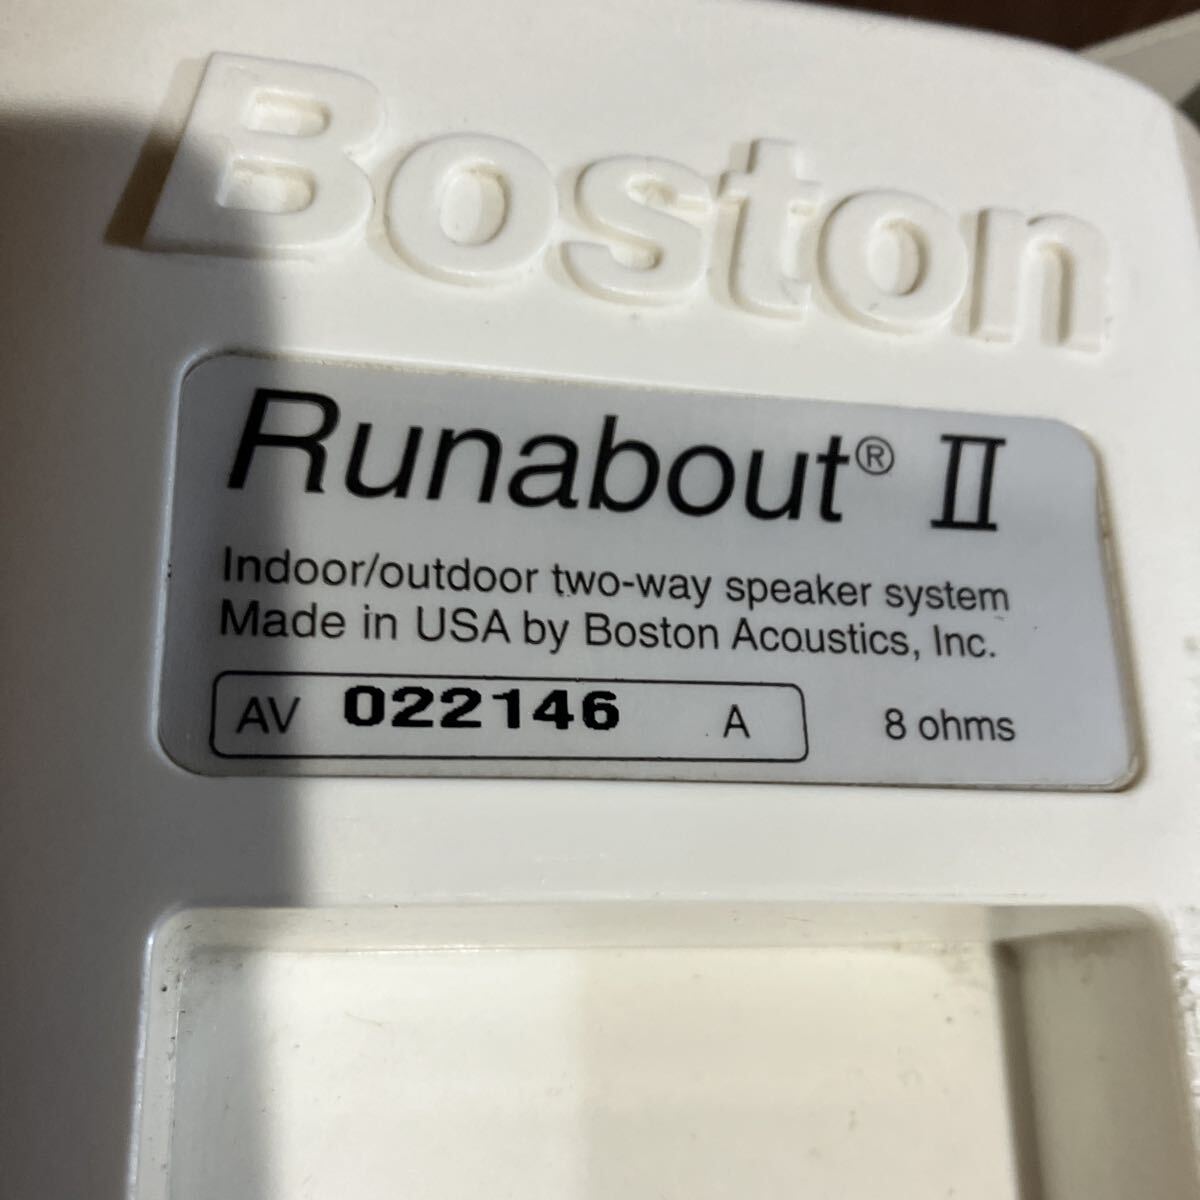 Boston
Runabout® II
Indoor/outdoor two-way speaker system
Made in USA by Boston Acoustics, Inc.
AV 022146 A 8 ohms